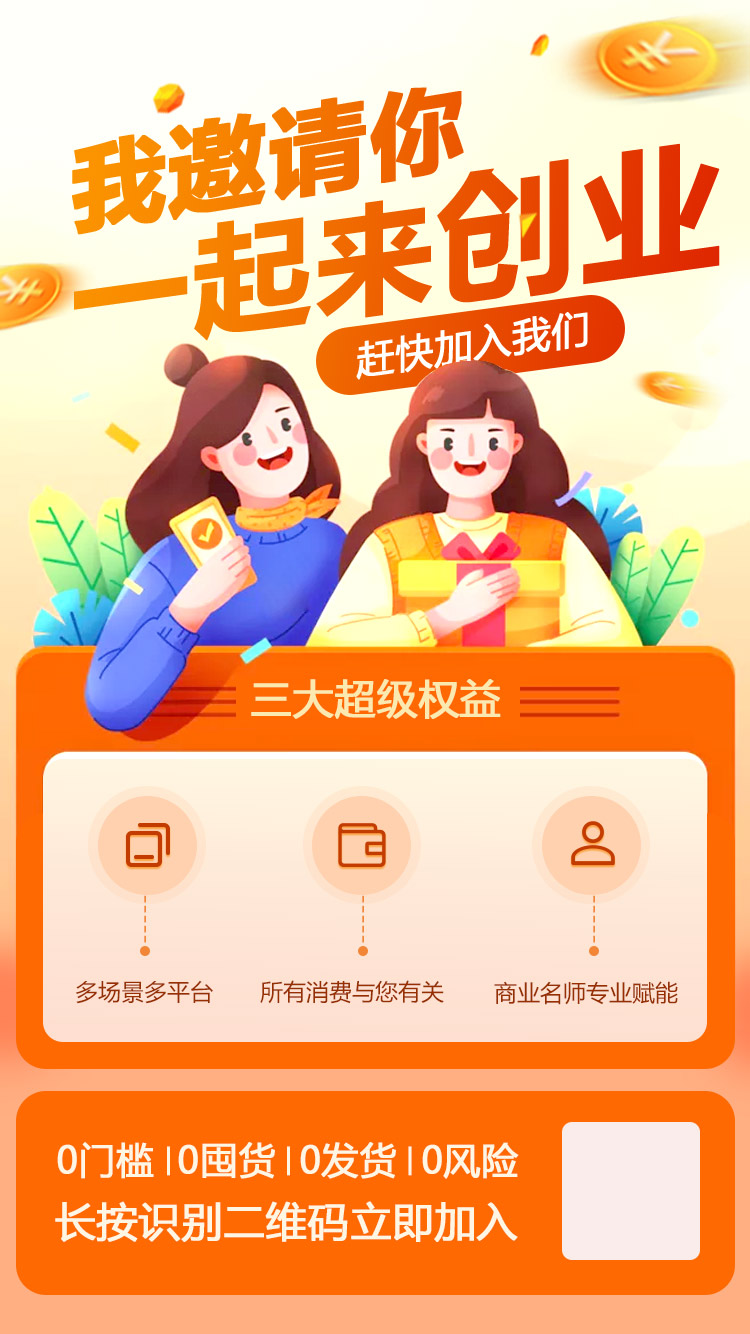 我邀请你
一起来创业
赶快加入我们
三大超级权益
多场景多平台
所有消费与您有关
商业名师专业赋能
0门槛|0囤货|0发货|0风险
长按识别二维码立即加入